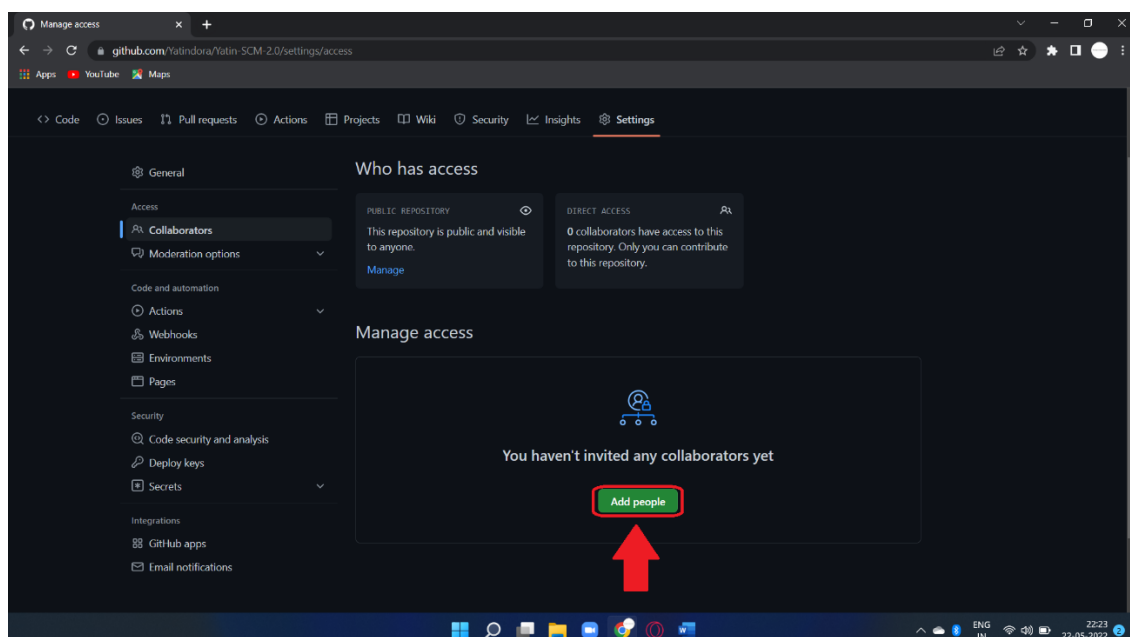 Manage access
github.com/Yatindora/Yatin-SCM-2.0/settings/access
Apps YouTube Maps
Code Issues Pull requests Actions Projects Wiki Security Insights Settings
General
Access
Collaborators
Moderation options
Code and automation
Actions
Webhooks
Environments
Pages
Security
Code security and analysis
Deploy keys
Secrets
Integrations
GitHub apps
Email notifications
Who has access
PUBLIC REPOSITORY
This repository is public and visible
to anyone.
Manage
DIRECT ACCESS
0 collaborators have access to this
repository. Only you can contribute
to this repository.
Manage access
You haven't invited any collaborators yet
Add people
ENG
IN
22:23
22-05-2022
2